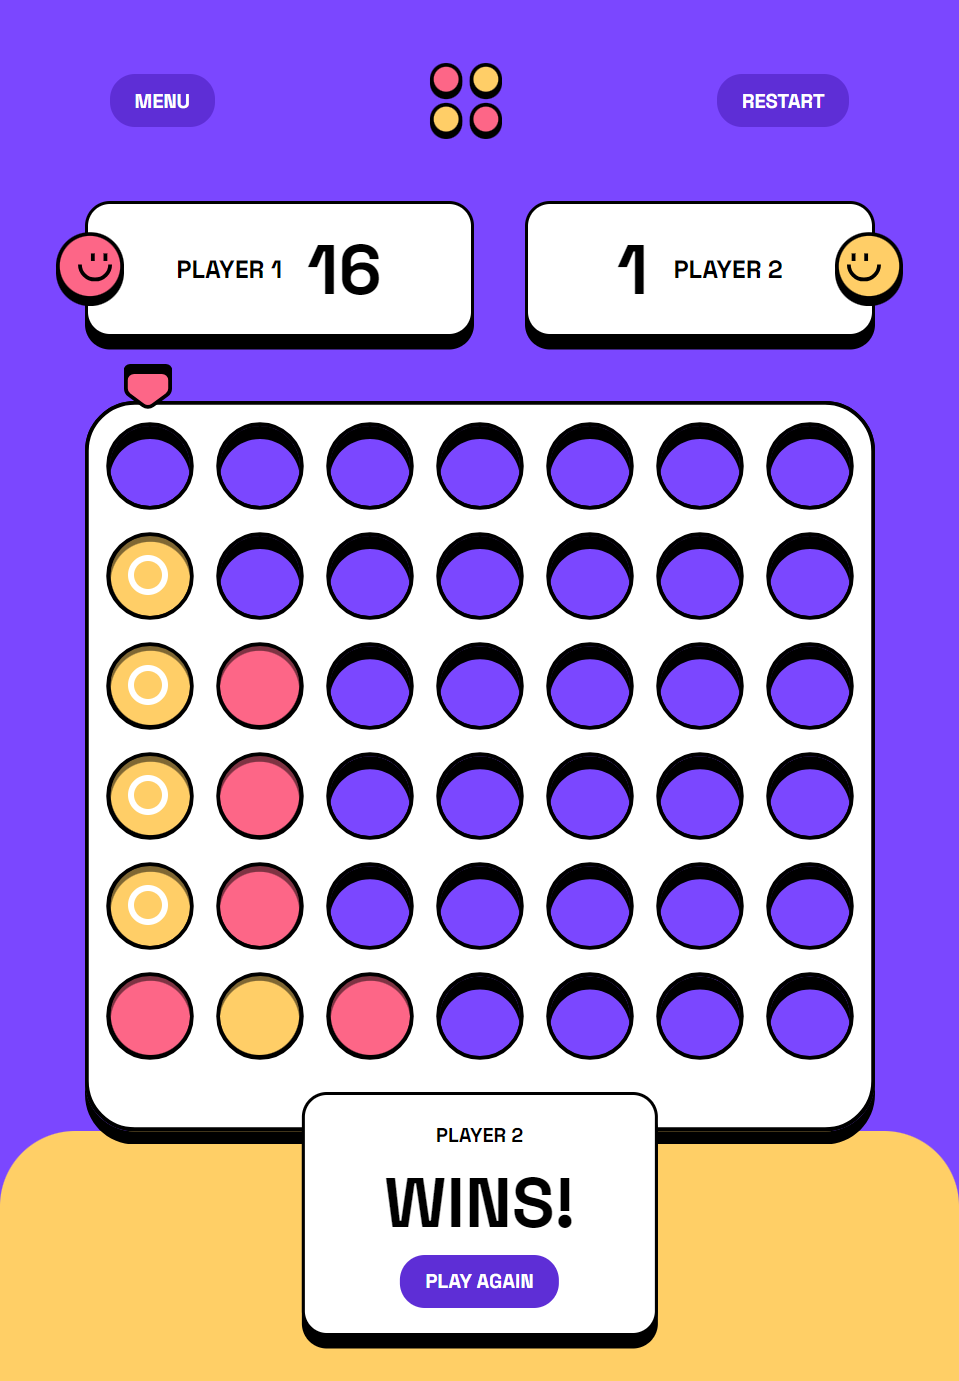 MENU
RESTART
PLAYER 1 16
1 PLAYER 2
PLAYER 2
WINS!
PLAY AGAIN